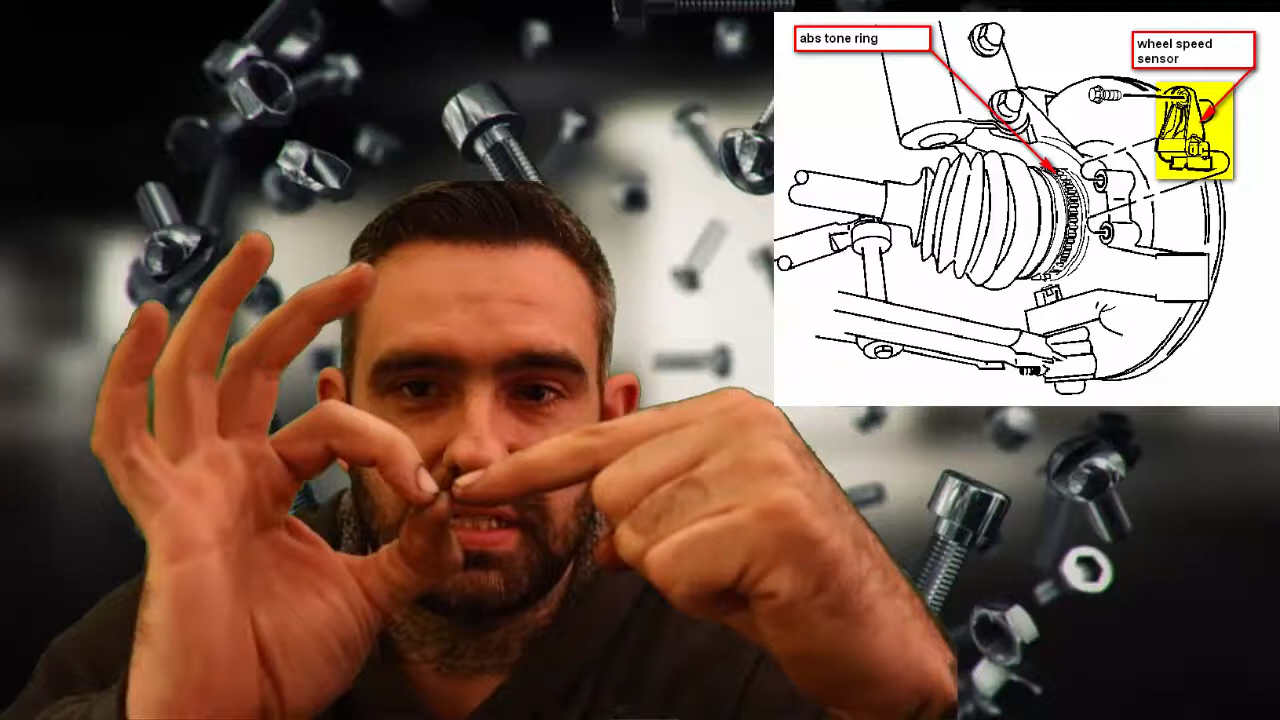 abs tone ring
wheel speed
sensor